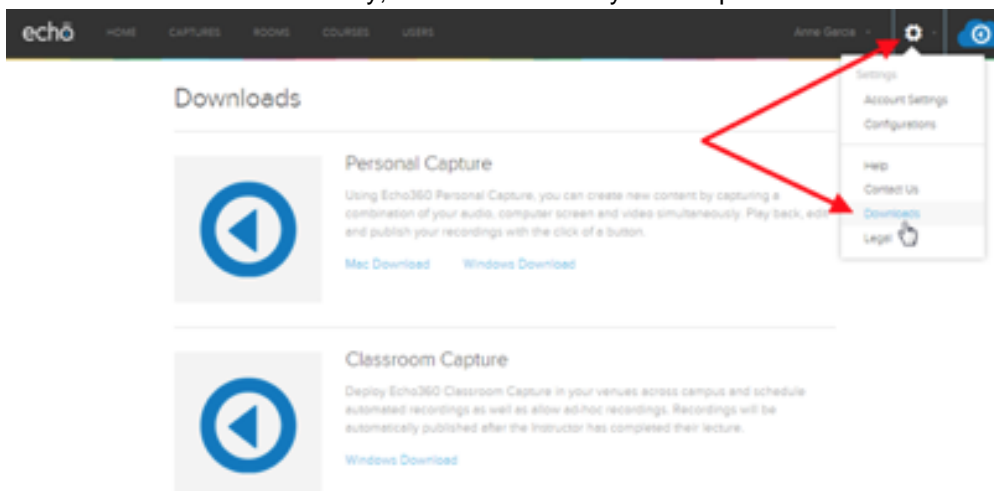 echo HOME CAPTURES ROOMS COURSES USERS Anne Garcia
Settings
Account Settings
Configurations
Help
Contact Us
Downloads
Legal
Downloads
Personal Capture
Using Echo360 Personal Capture, you can create new content by capturing a
combination of your audio, computer screen and video simultaneously. Play back, edit
and publish your recordings with the click of a button.
Mac Download Windows Download
Classroom Capture
Deploy Echo360 Classroom Capture in your venues across campus and schedule
automated recordings as well as allow ad-hoc recordings. Recordings will be
automatically published after the Instructor has completed their lecture.
Windows Download